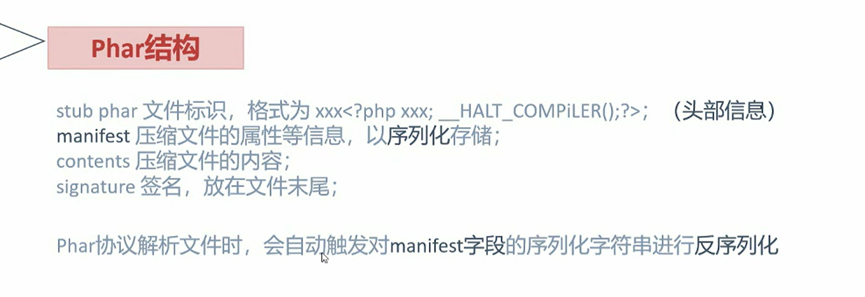 Phar结构
stub phar 文件标识，格式为 xxx<?php xxx; __HALT_COMPiLER();?>；（头部信息）
manifest 压缩文件的属性等信息，以序列化存储；
contents 压缩文件的内容；
signature 签名，放在文件末尾；
Phar协议解析文件时，会自动触发对manifest字段的序列化字符串进行反序列化